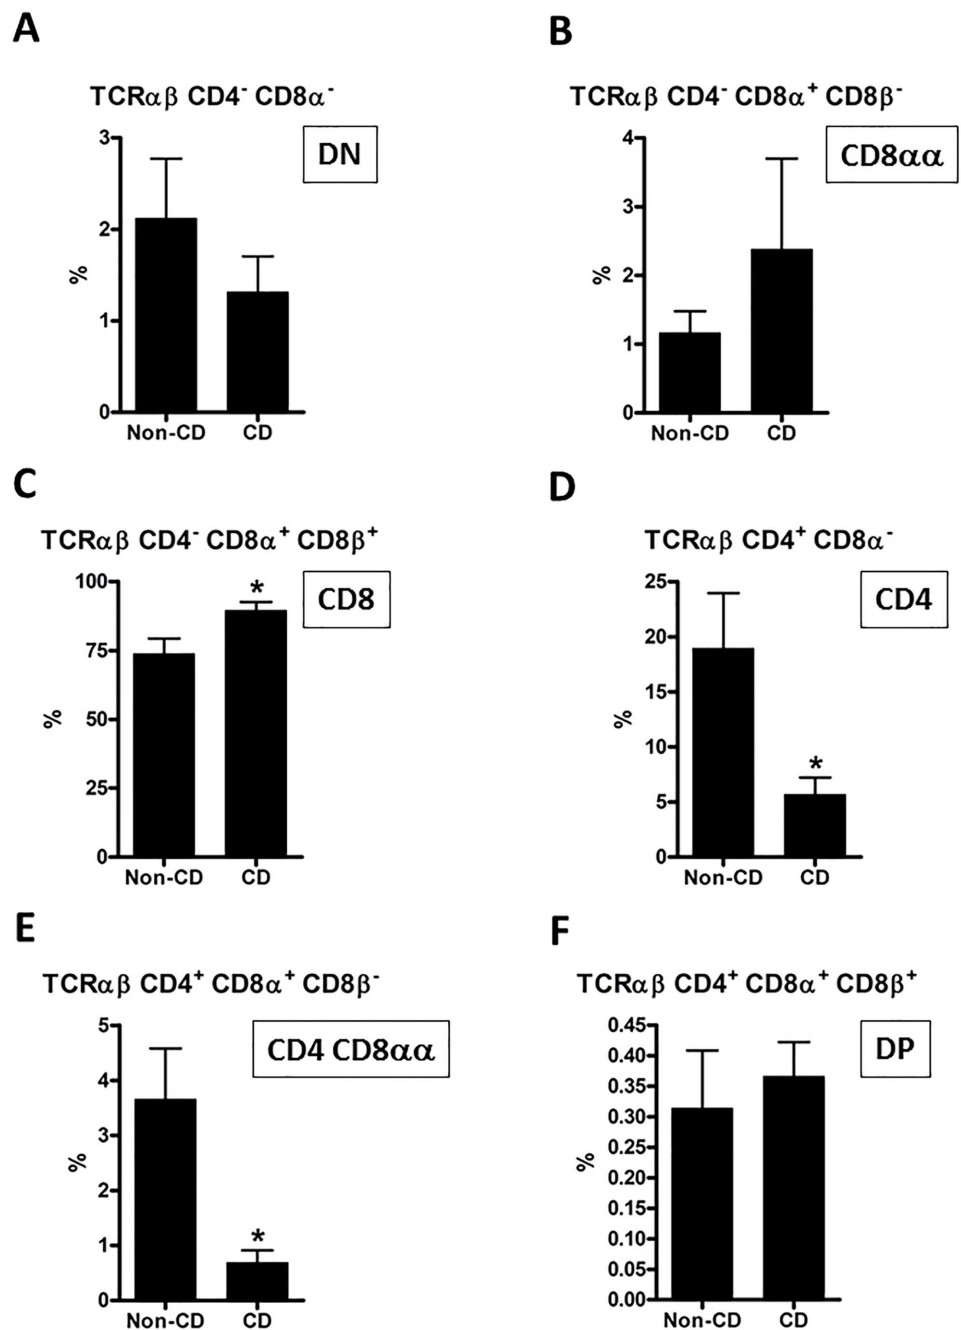 A
TCRαβ CD4⁻ CD8α⁻
DN
3
2
1
0
%
Non-CD CD
B
TCRαβ CD4⁻ CD8α⁺ CD8β⁻
CD8αα
4
3
2
1
0
%
Non-CD CD
C
TCRαβ CD4⁻ CD8α⁺ CD8β⁺
CD8
100
75
50
25
0
%
*
Non-CD CD
D
TCRαβ CD4⁺ CD8α⁻
CD4
25
20
15
10
5
0
%
*
Non-CD CD
E
TCRαβ CD4⁺ CD8α⁺ CD8β⁻
CD4 CD8αα
5
4
3
2
1
0
%
*
Non-CD CD
F
TCRαβ CD4⁺ CD8α⁺ CD8β⁺
DP
0.45
0.40
0.35
0.30
0.25
0.20
0.15
0.10
0.05
0.00
%
Non-CD CD